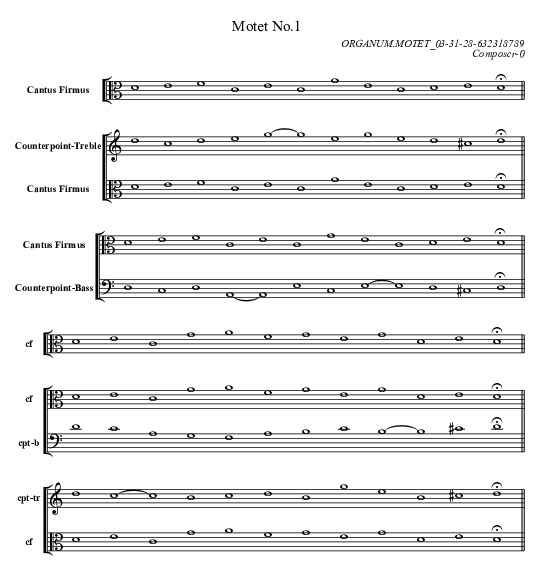 Motet No.1
ORGANUM.MOTET_03-31-28-632318789
Composer-0
Cantus Firmus
Counterpoint-Treble
Cantus Firmus
Cantus Firmus
Counterpoint-Bass
cf
cf
cpt-b
cpt-tr
cf